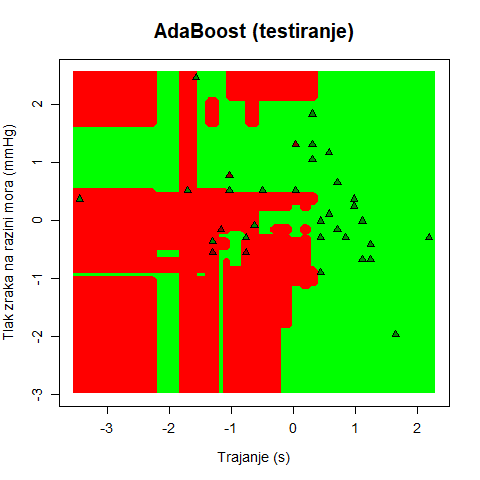 AdaBoost (testiranje)
Tlak zraka na razini mora (mmHg)
2
1
0
-1
-2
-3
-3 -2 -1 0 1 2
Trajanje (s)